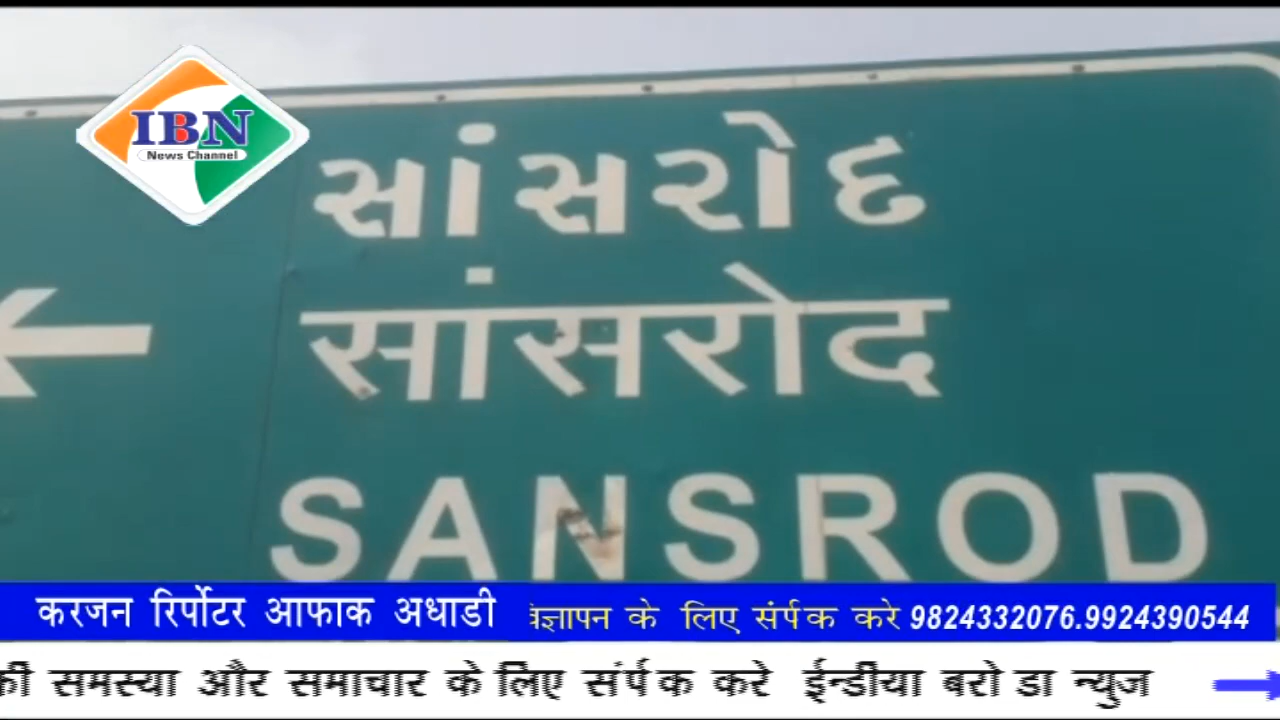 IBN
News Channel
સાંસરોદ
सांसरोद
SANSROD
करजन रिर्पोटर आफाक अधाडी
विज्ञापन के लिए संर्पक करे 9824332076.9924390544
की समस्या और समाचार के लिए संर्पक करे ईन्डीया बरोडा न्युज